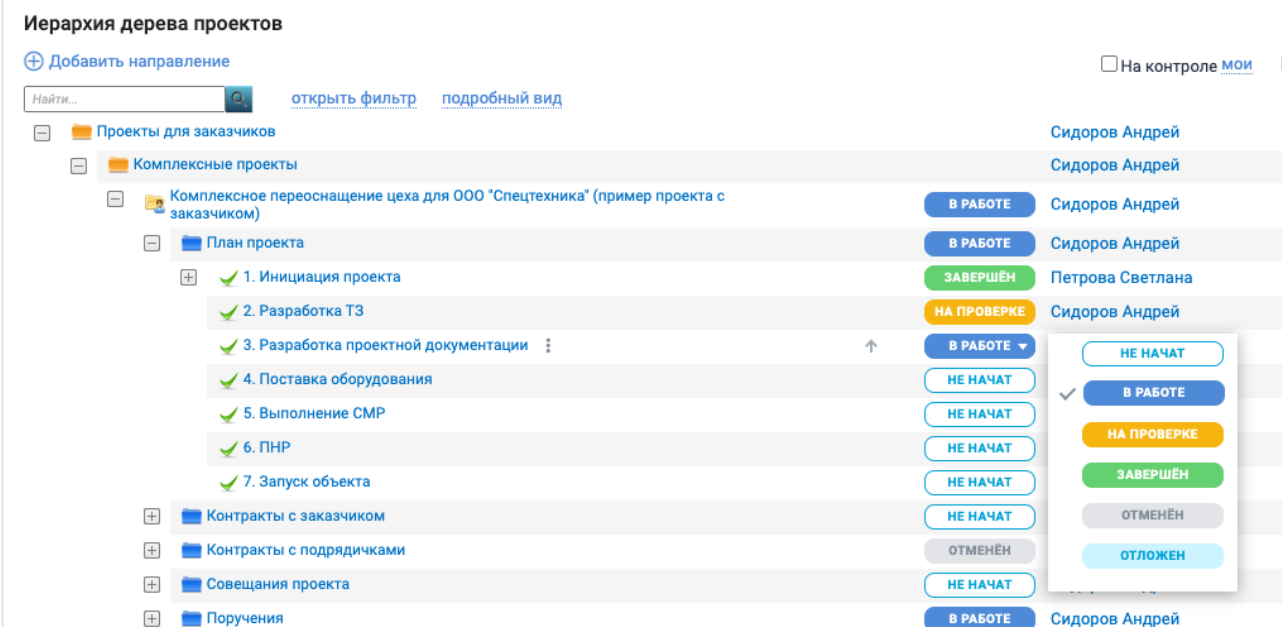 Иерархия дерева проектов
Добавить направление
На контроле мои
Найти...
открыть фильтр подробный вид
Проекты для заказчиков Сидоров Андрей
Комплексные проекты Сидоров Андрей
Комплексное переоснащение цеха для ООО "Спецтехника" (пример проекта с
заказчиком) В РАБОТЕ Сидоров Андрей
План проекта В РАБОТЕ Сидоров Андрей
1. Инициация проекта ЗАВЕРШЁН Петрова Светлана
2. Разработка ТЗ НА ПРОВЕРКЕ Сидоров Андрей
3. Разработка проектной документации В РАБОТЕ
4. Поставка оборудования НЕ НАЧАТ
5. Выполнение СМР НЕ НАЧАТ
6. ПНР НЕ НАЧАТ
7. Запуск объекта НЕ НАЧАТ
Контракты с заказчиком НЕ НАЧАТ
Контракты с подрядичками ОТМЕНЁН
Совещания проекта НЕ НАЧАТ
Поручения В РАБОТЕ Сидоров Андрей
НЕ НАЧАТ
В РАБОТЕ
НА ПРОВЕРКЕ
ЗАВЕРШЁН
ОТМЕНЁН
ОТЛОЖЕН